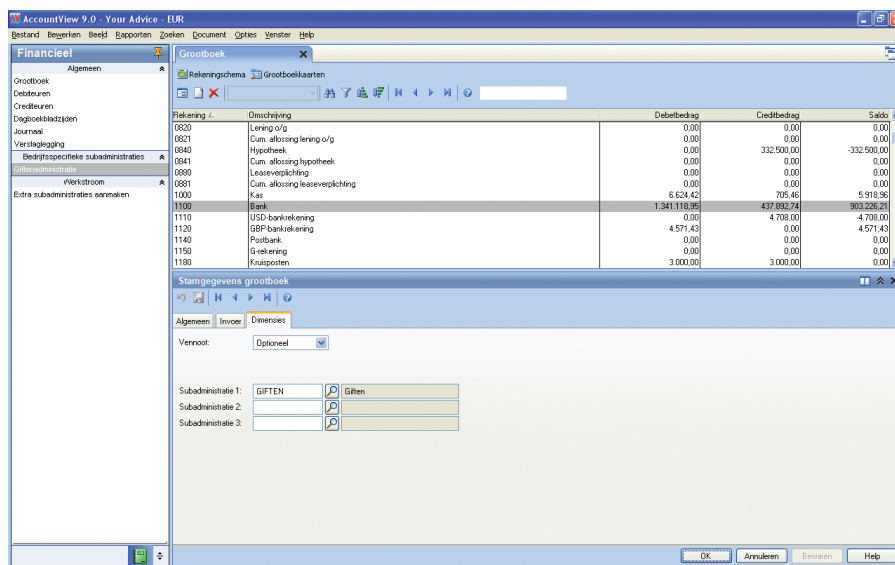 AccountView 9.0 - Your Advice - EUR
Bestand Bewerken Beeld Rapporten Zoeken Document Opties Venster Help
Financieel
Algemeen
Grootboek
Debiteuren
Crediteuren
Dagboekbladzijden
Journaal
Verslaglegging
Bedrijfsspecifieke subadministraties
Giftenadministratie
Werkstroom
Extra subadministraties aanmaken
Grootboek
Rekeningschema Grootboekkaarten
Rekening Omschrijving Debetbedrag Creditbedrag Saldo
0820 Lening o/g 0,00 0,00 0,00
0821 Cum. aflossing lening o/g 0,00 0,00 0,00
0840 Hypotheek 0,00 332.500,00 -332.500,00
0841 Cum. aflossing hypotheek 0,00 0,00 0,00
0880 Leaseverplichting 0,00 0,00 0,00
0881 Cum. aflossing leaseverplichting 0,00 0,00 0,00
1000 Kas 6.624,42 705,46 5.918,96
1100 Bank 1.341.118,95 437.892,74 903.226,21
1110 USD-bankrekening 0,00 4.708,00 -4.708,00
1120 GBP-bankrekening 4.571,43 0,00 4.571,43
1140 Postbank 0,00 0,00 0,00
1150 G-rekening 0,00 0,00 0,00
1180 Kruisposten 3.000,00 3.000,00 0,00
Stamgegevens grootboek
Algemeen Invoer Dimensies
Vennoot: Optioneel
Subadministratie 1: GIFTEN Giften
Subadministratie 2:
Subadministratie 3:
OK Annuleren Bewaren Help